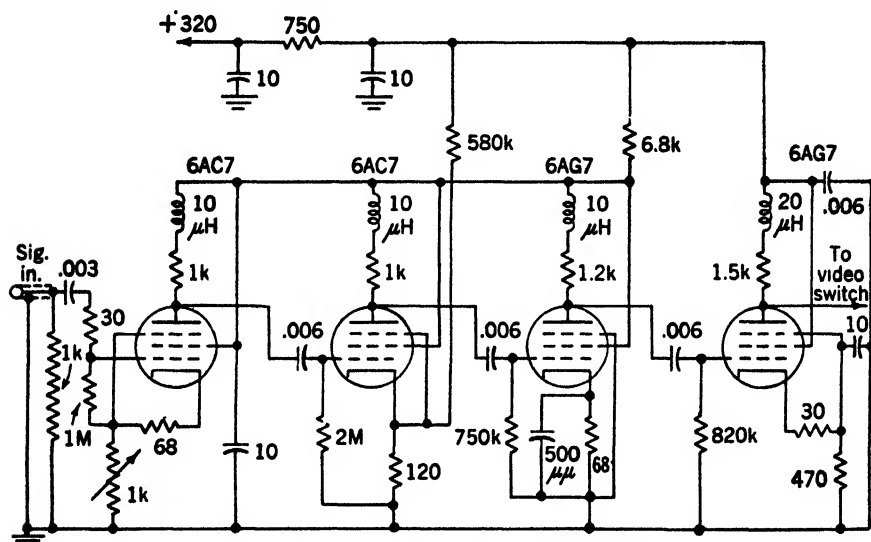 +320
750
10
10
580k
6.8k
6AC7
6AC7
6AG7
6AG7
10
μH
10
μH
10
μH
20
μH
.006
Sig.
in.
.003
1k
1k
1.2k
1.5k
To
video
switch
30
.006
.006
.006
10
1k
1M
68
1k
10
2M
120
750k
500
μμ
68
820k
30
470